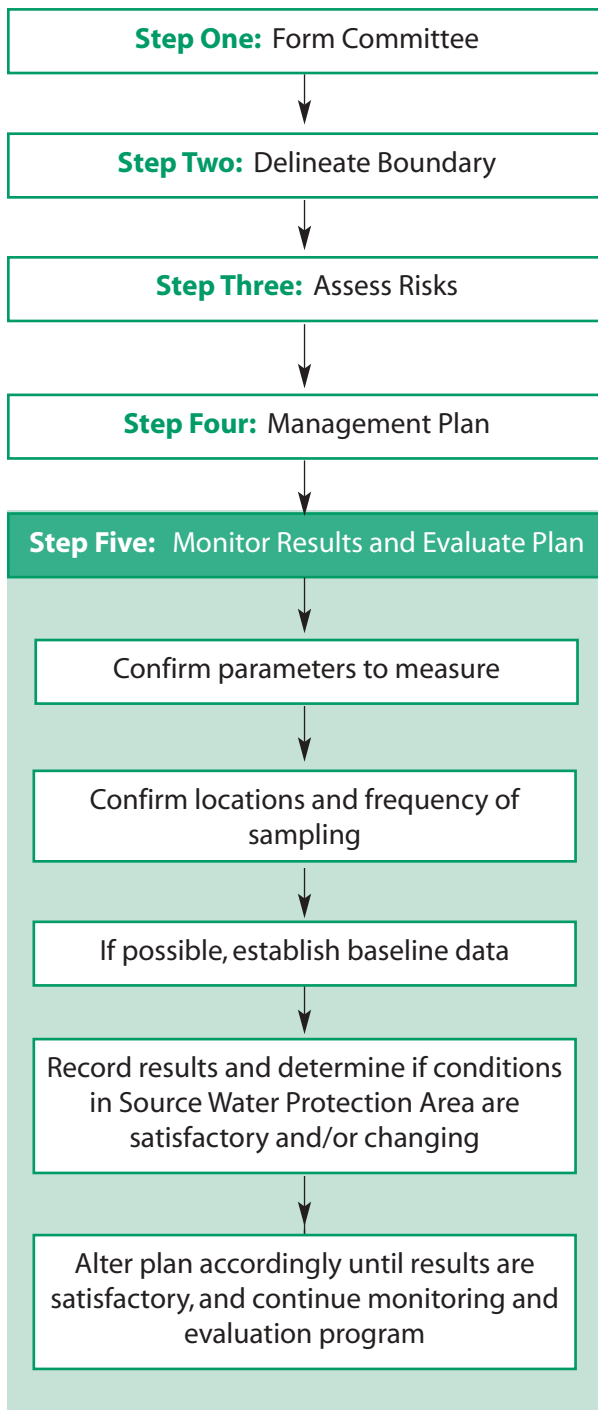 Step One: Form Committee
Step Two: Delineate Boundary
Step Three: Assess Risks
Step Four: Management Plan
Step Five: Monitor Results and Evaluate Plan
Confirm parameters to measure
Confirm locations and frequency of
sampling
If possible, establish baseline data
Record results and determine if conditions
in Source Water Protection Area are
satisfactory and/or changing
Alter plan accordingly until results are
satisfactory, and continue monitoring and
evaluation program